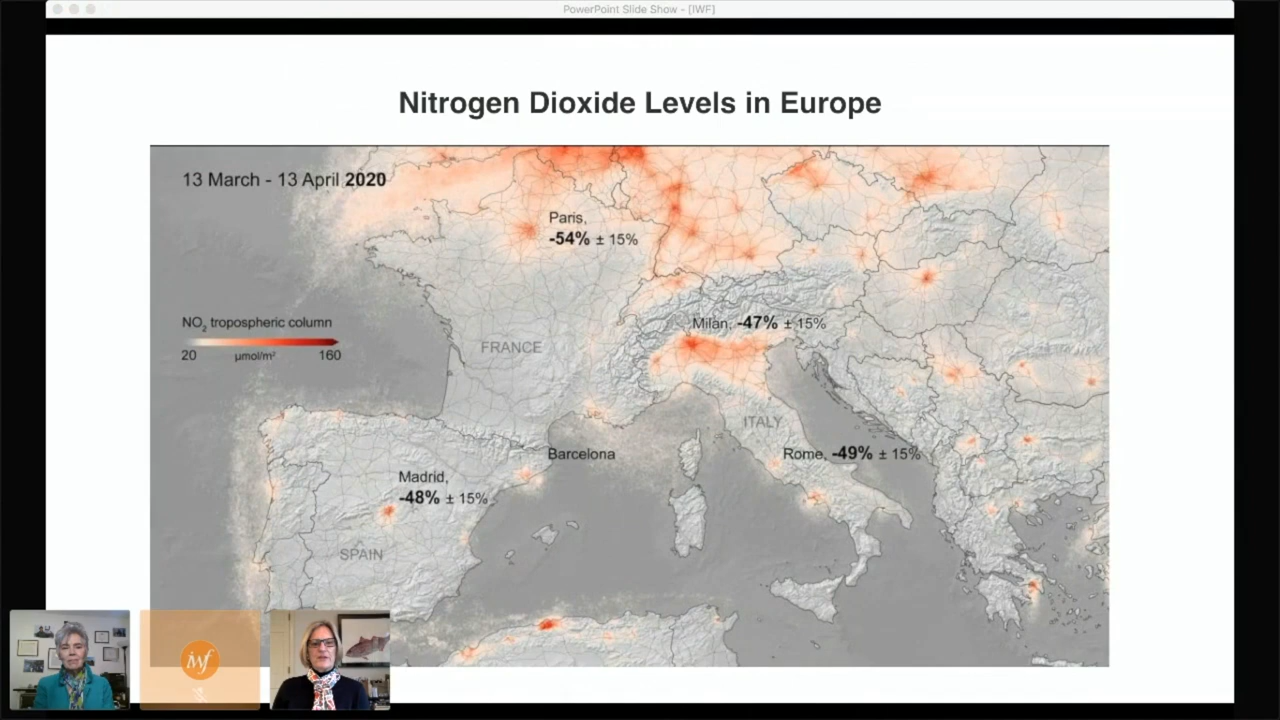 PowerPoint Slide Show - [IWF]
Nitrogen Dioxide Levels in Europe
13 March - 13 April 2020
Paris,
-54% ± 15%
NO₂ tropospheric column
20 µmol/m² 160
Milan, -47% ± 15%
FRANCE
ITALY
Barcelona
Rome, -49% ± 15%
Madrid,
-48% ± 15%
SPAIN
iwf